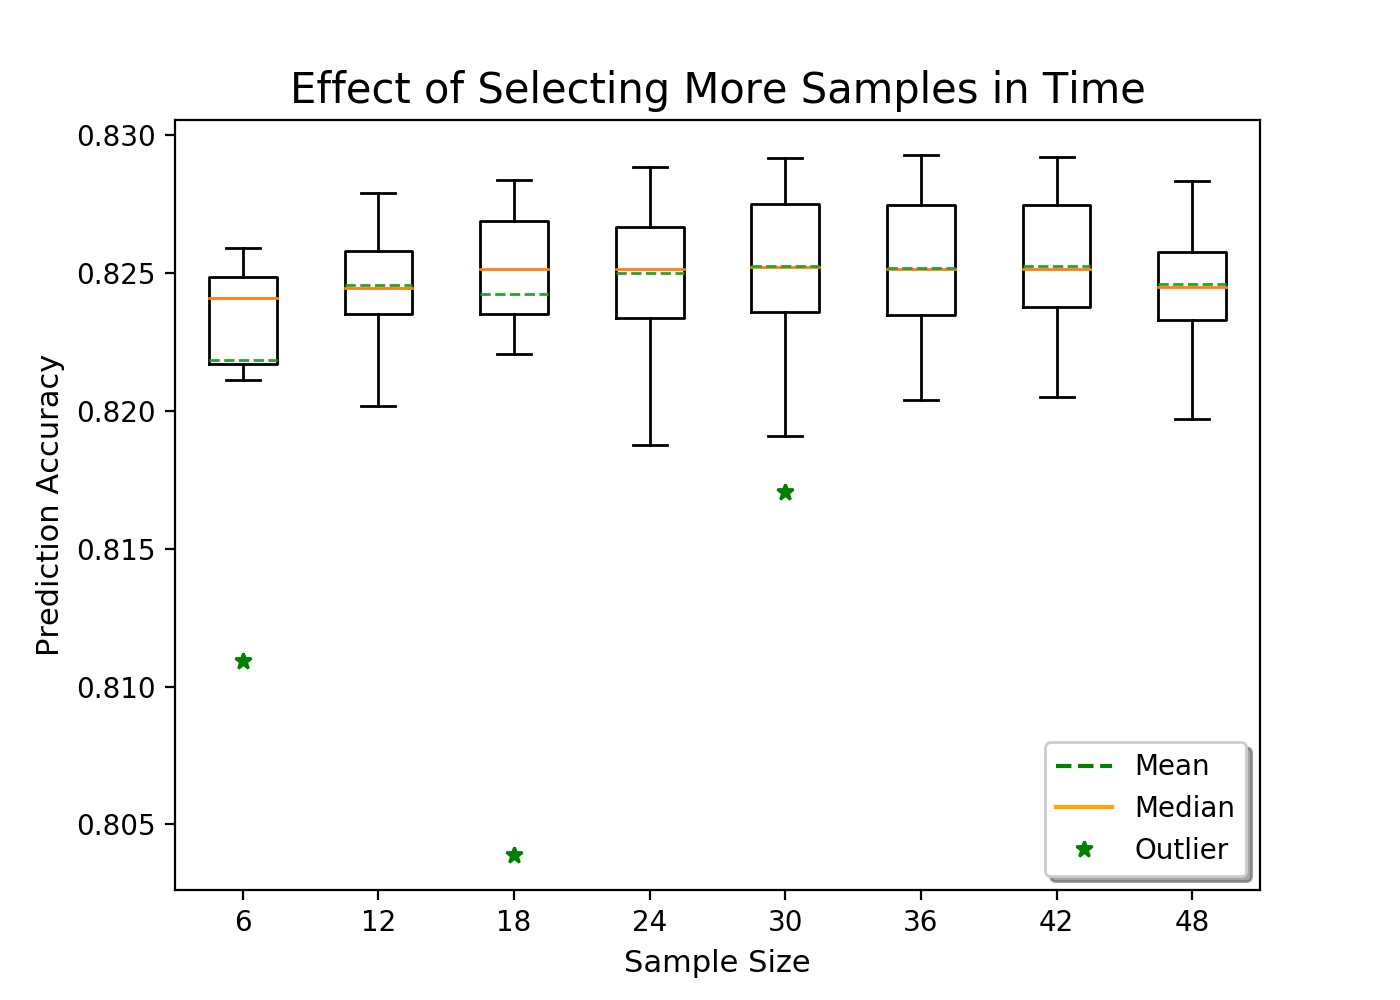 Effect of Selecting More Samples in Time
0.830
0.825
0.820
0.815
0.810
0.805
Prediction Accuracy
Mean
Median
Outlier
6 12 18 24 30 36 42 48
Sample Size